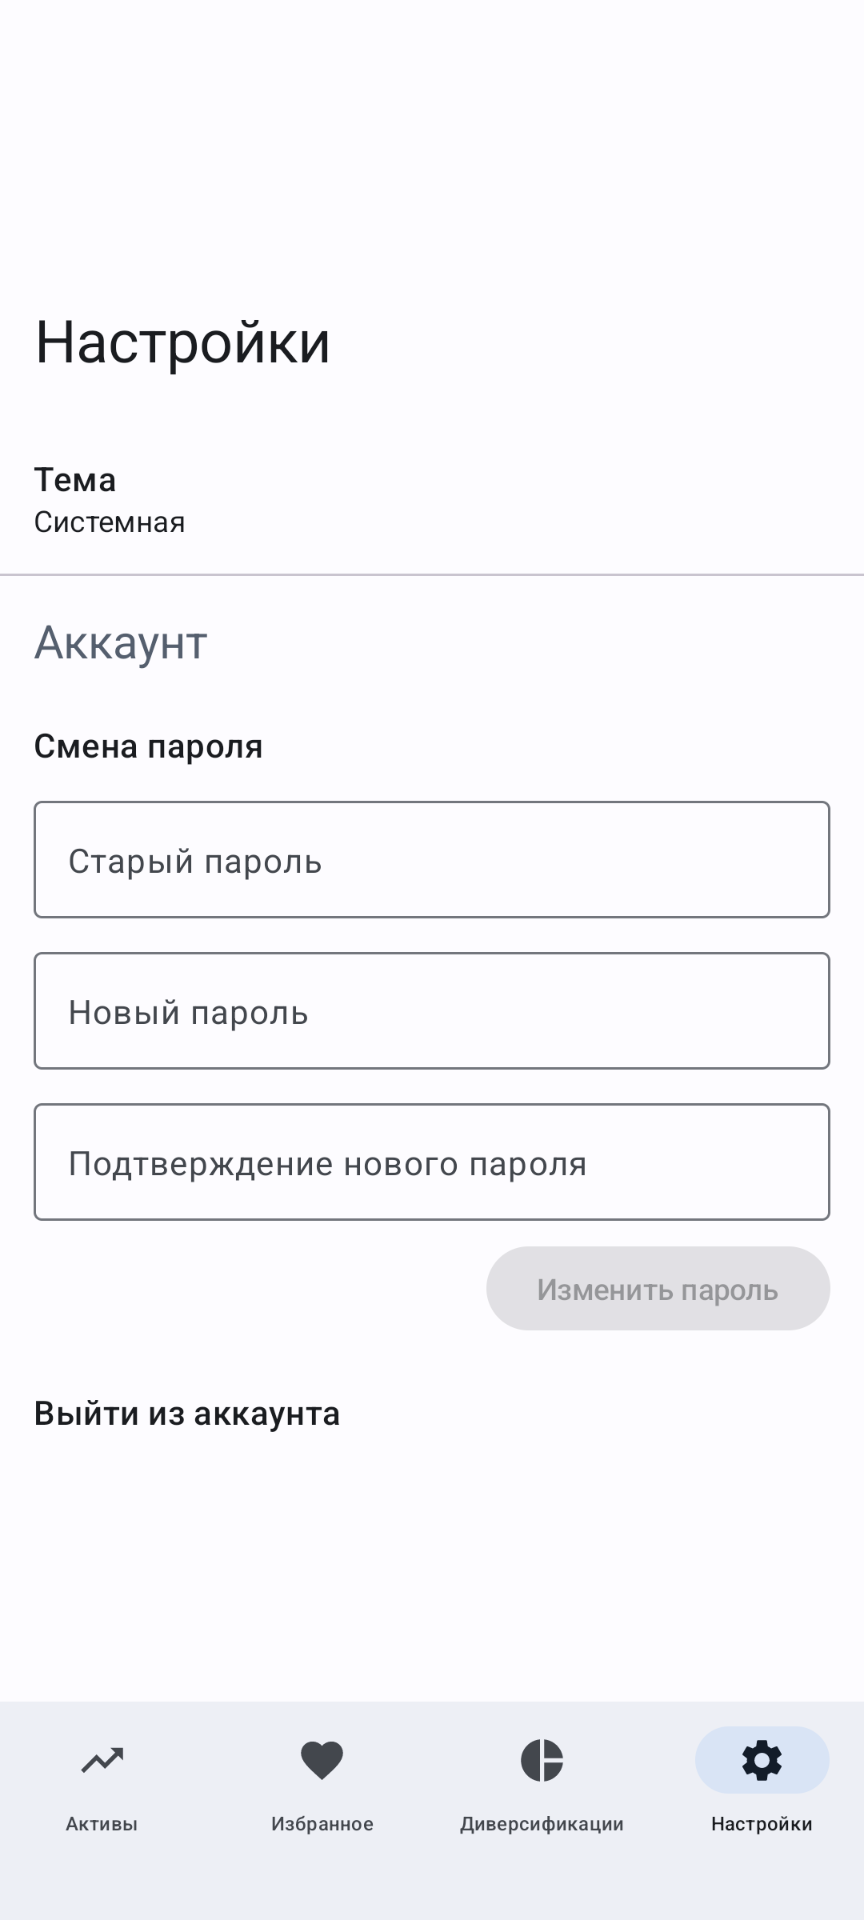 Настройки
Тема
Системная
Аккаунт
Смена пароля
Старый пароль
Новый пароль
Подтверждение нового пароля
Изменить пароль
Выйти из аккаунта
Активы
Избранное
Диверсификации
Настройки